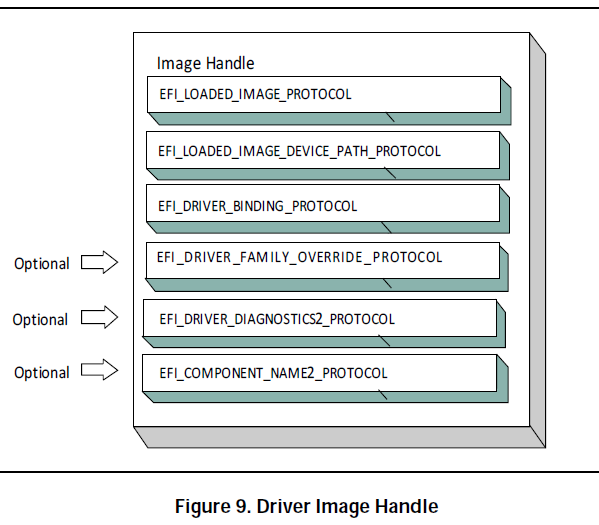 Image Handle
EFI_LOADED_IMAGE_PROTOCOL
EFI_LOADED_IMAGE_DEVICE_PATH_PROTOCOL
EFI_DRIVER_BINDING_PROTOCOL
Optional EFI_DRIVER_FAMILY_OVERRIDE_PROTOCOL
Optional EFI_DRIVER_DIAGNOSTICS2_PROTOCOL
Optional EFI_COMPONENT_NAME2_PROTOCOL
Figure 9. Driver Image Handle